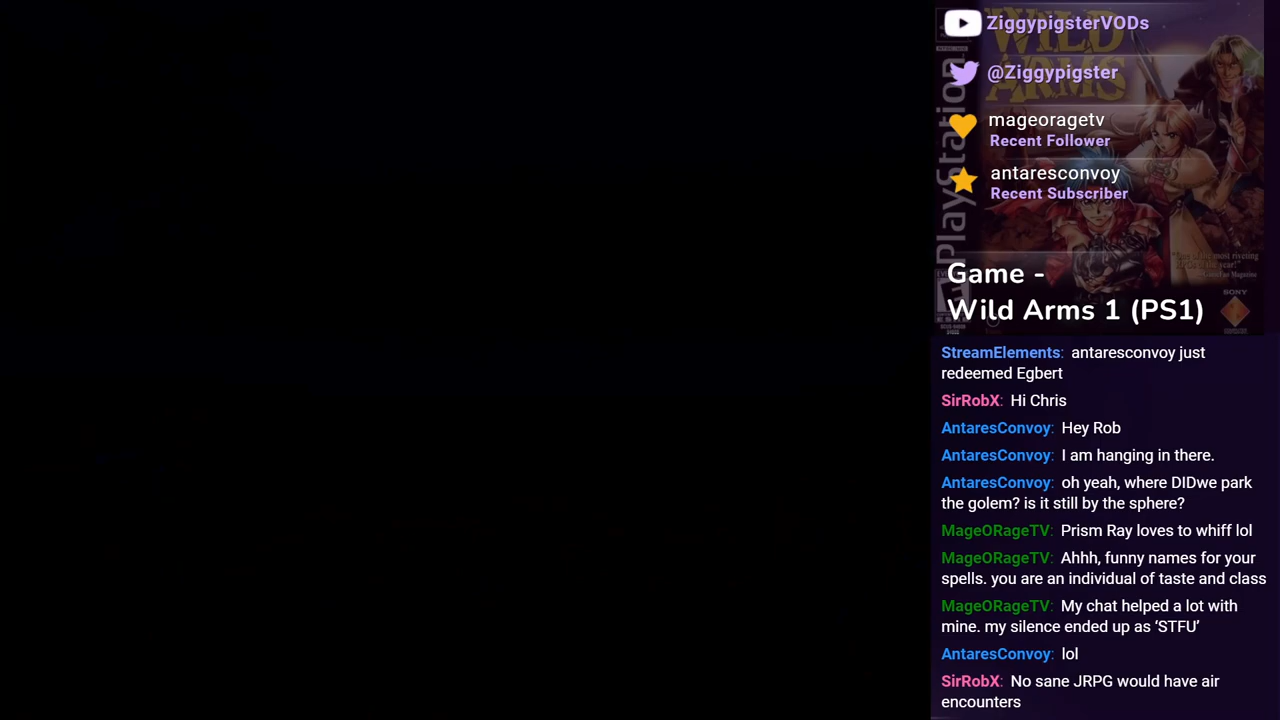 ZiggypigsterVODs
@Ziggypigster
mageoragetv
Recent Follower
antaresconvoy
Recent Subscriber
WILD
ARMS
PlayStation
Game -
Wild Arms 1 (PS1)
SONY
StreamElements: antaresconvoy just
redeemed Egbert
SirRobX: Hi Chris
AntaresConvoy: Hey Rob
AntaresConvoy: I am hanging in there.
AntaresConvoy: oh yeah, where DIDwe park
the golem? is it still by the sphere?
MageORageTV: Prism Ray loves to whiff lol
MageORageTV: Ahhh, funny names for your
spells. you are an individual of taste and class
MageORageTV: My chat helped a lot with
mine. my silence ended up as ‘STFU’
AntaresConvoy: lol
SirRobX: No sane JRPG would have air
encounters